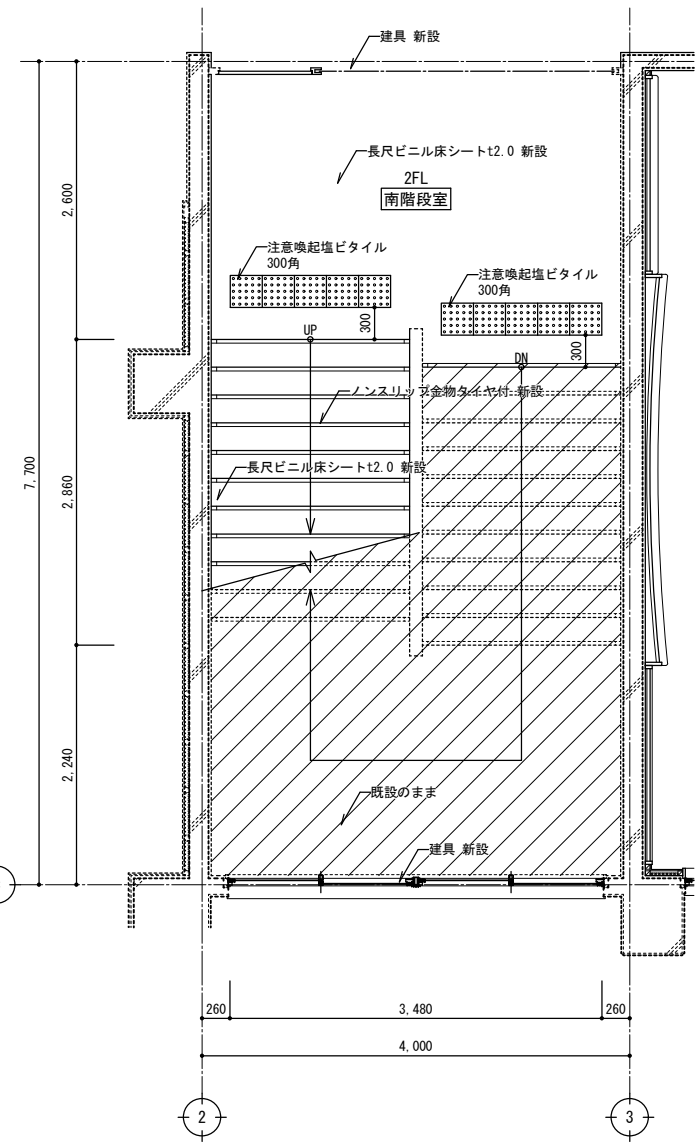 建具 新設
長尺ビニル床シートt2.0 新設
2FL
南階段室
注意喚起塩ビタイル
300角
注意喚起塩ビタイル
300角
300
300
UP
DN
ノンスリップ金物タイヤ付 新設
長尺ビニル床シートt2.0 新設
2,600
7,700
2,860
2,240
既設のまま
建具 新設
260
3,480
260
4,000
2
3